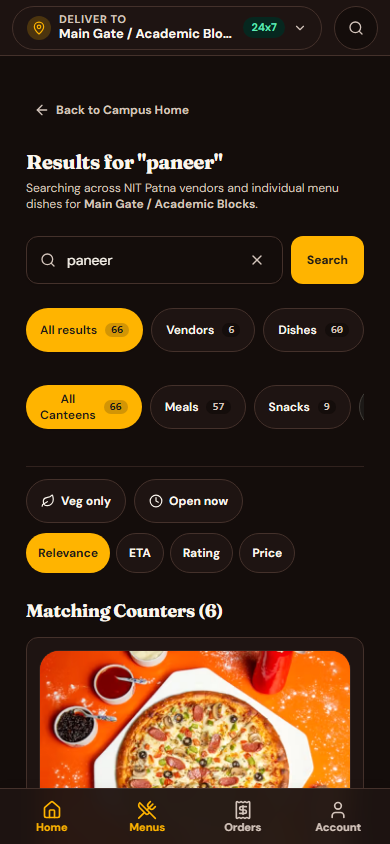 DELIVER TO
Main Gate / Academic Blo...
24x7
Back to Campus Home
Results for "paneer"
Searching across NIT Patna vendors and individual menu
dishes for Main Gate / Academic Blocks.
paneer
Search
All results 66
Vendors 6
Dishes 60
All
Canteens 66
Meals 57
Snacks 9
Veg only
Open now
Relevance
ETA
Rating
Price
Matching Counters (6)
Home
Menus
Orders
Account